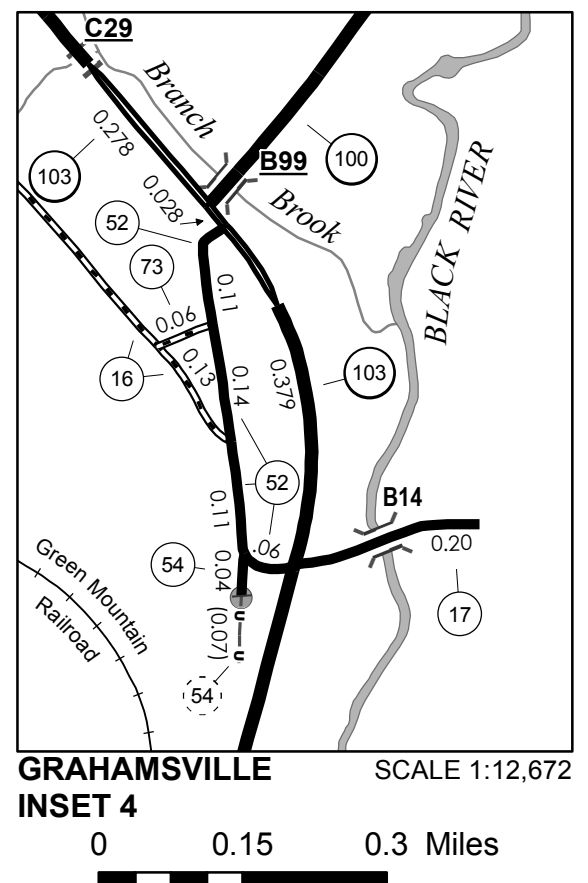 C29
Branch
0.278
103
B99
100
0.028
Brook
52
BLACK RIVER
73
0.11
0.06
16
0.13
0.14
0.379
103
52
B14
0.11
.06
0.20
54
0.04
17
Green Mountain
Railroad
(0.07)
54
GRAHAMSVILLE SCALE 1:12,672
INSET 4
0 0.15 0.3 Miles